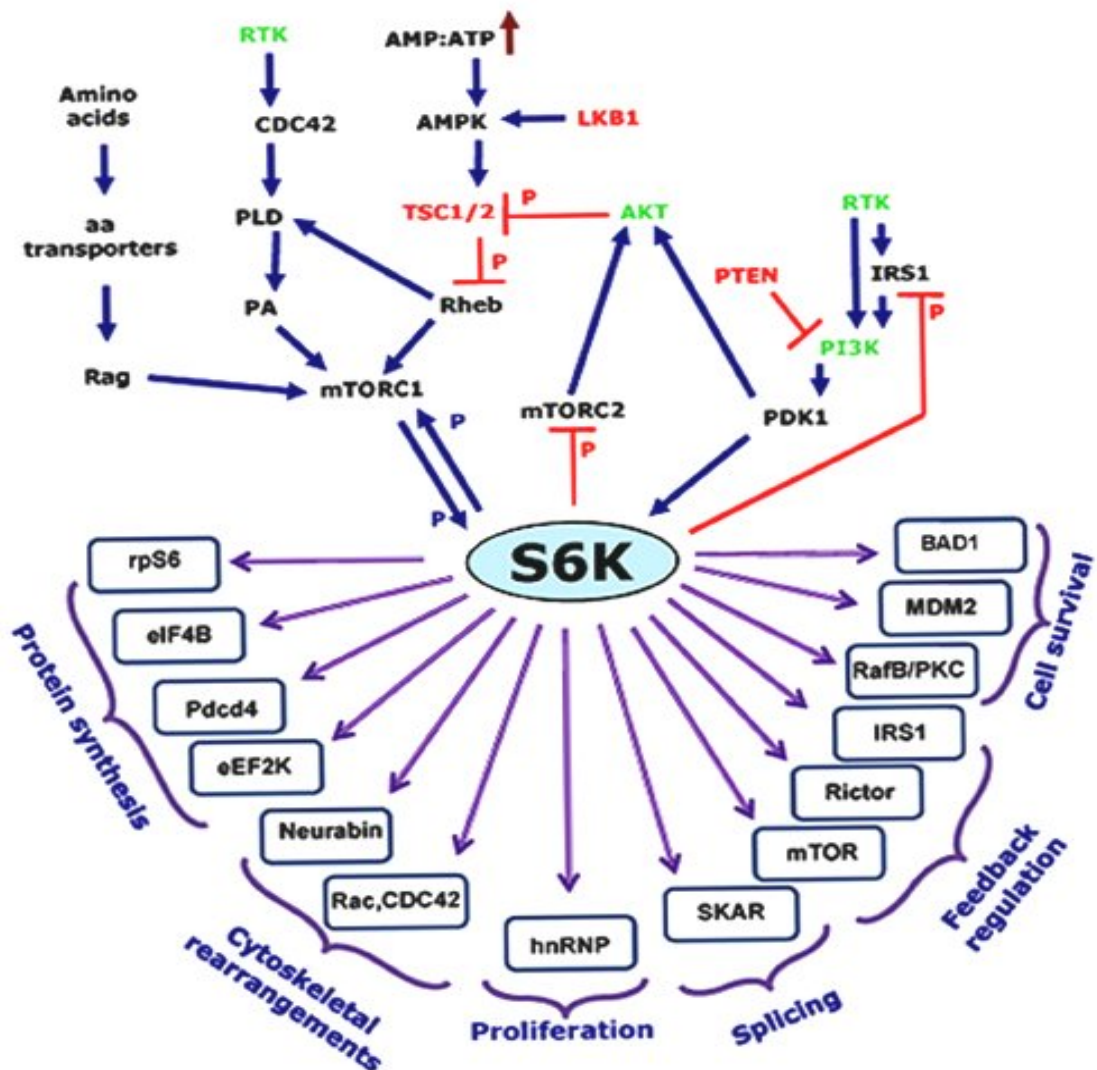 RTK
AMP:ATP
Amino
acids
CDC42
AMPK
LKB1
aa
transporters
PLD
TSC1/2
P
AKT
RTK
P
IRS1
PA
Rheb
PTEN
P
PI3K
Rag
mTORC1
mTORC2
PDK1
P
P
P
S6K
rpS6
eIF4B
Pdcd4
eEF2K
Protein synthesis
Neurabin
Rac,CDC42
Cytoskeletal
rearrangements
hnRNP
Proliferation
SKAR
Splicing
mTOR
Rictor
IRS1
Feedback
regulation
RafB/PKC
MDM2
BAD1
Cell survival